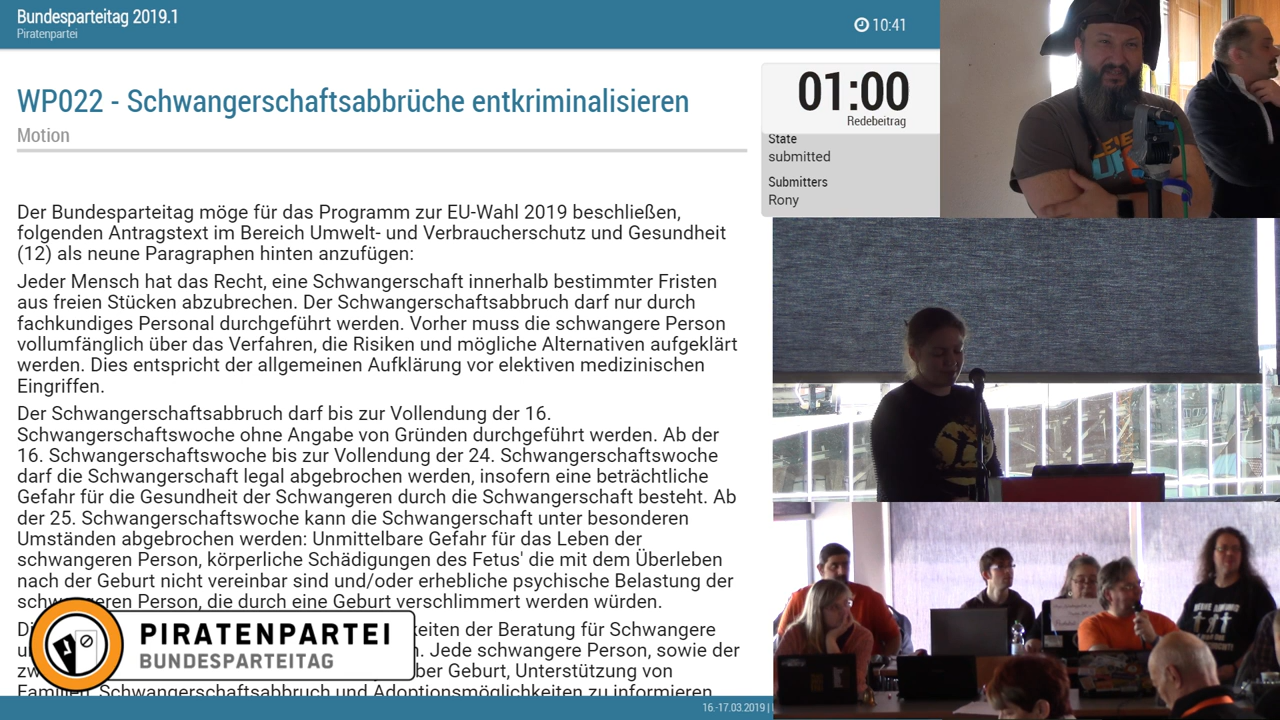 Bundesparteitag 2019.1
Piratenpartei
10:41
WP022 - Schwangerschaftsabbrüche entkriminalisieren
Motion
01:00
Redebeitrag
State
submitted
Submitters
Rony
Der Bundesparteitag möge für das Programm zur EU-Wahl 2019 beschließen,
folgenden Antragstext im Bereich Umwelt- und Verbraucherschutz und Gesundheit
(12) als neune Paragraphen hinten anzufügen:
Jeder Mensch hat das Recht, eine Schwangerschaft innerhalb bestimmter Fristen
aus freien Stücken abzubrechen. Der Schwangerschaftsabbruch darf nur durch
fachkundiges Personal durchgeführt werden. Vorher muss die schwangere Person
vollumfänglich über das Verfahren, die Risiken und mögliche Alternativen aufgeklärt
werden. Dies entspricht der allgemeinen Aufklärung vor elektiven medizinischen
Eingriffen.
Der Schwangerschaftsabbruch darf bis zur Vollendung der 16.
Schwangerschaftswoche ohne Angabe von Gründen durchgeführt werden. Ab der
16. Schwangerschaftswoche bis zur Vollendung der 24. Schwangerschaftswoche
darf die Schwangerschaft legal abgebrochen werden, insofern eine beträchtliche
Gefahr für die Gesundheit der Schwangeren durch die Schwangerschaft besteht. Ab
der 25. Schwangerschaftswoche kann die Schwangerschaft unter besonderen
Umständen abgebrochen werden: Unmittelbare Gefahr für das Leben der
schwangeren Person, körperliche Schädigungen des Fetus' die mit dem Überleben
nach der Geburt nicht vereinbar sind und/oder erhebliche psychische Belastung der
schwangeren Person, die durch eine Geburt verschlimmert werden würden.
keiten der Beratung für Schwangere
Jede schwangere Person, sowie der
ber Geburt, Unterstützung von
Familien, Schwangerschaftsabbruch und Adoptionsmöglichkeiten zu informieren
PIRATENPARTEI
BUNDESPARTEITAG
16.-17.03.2019 |